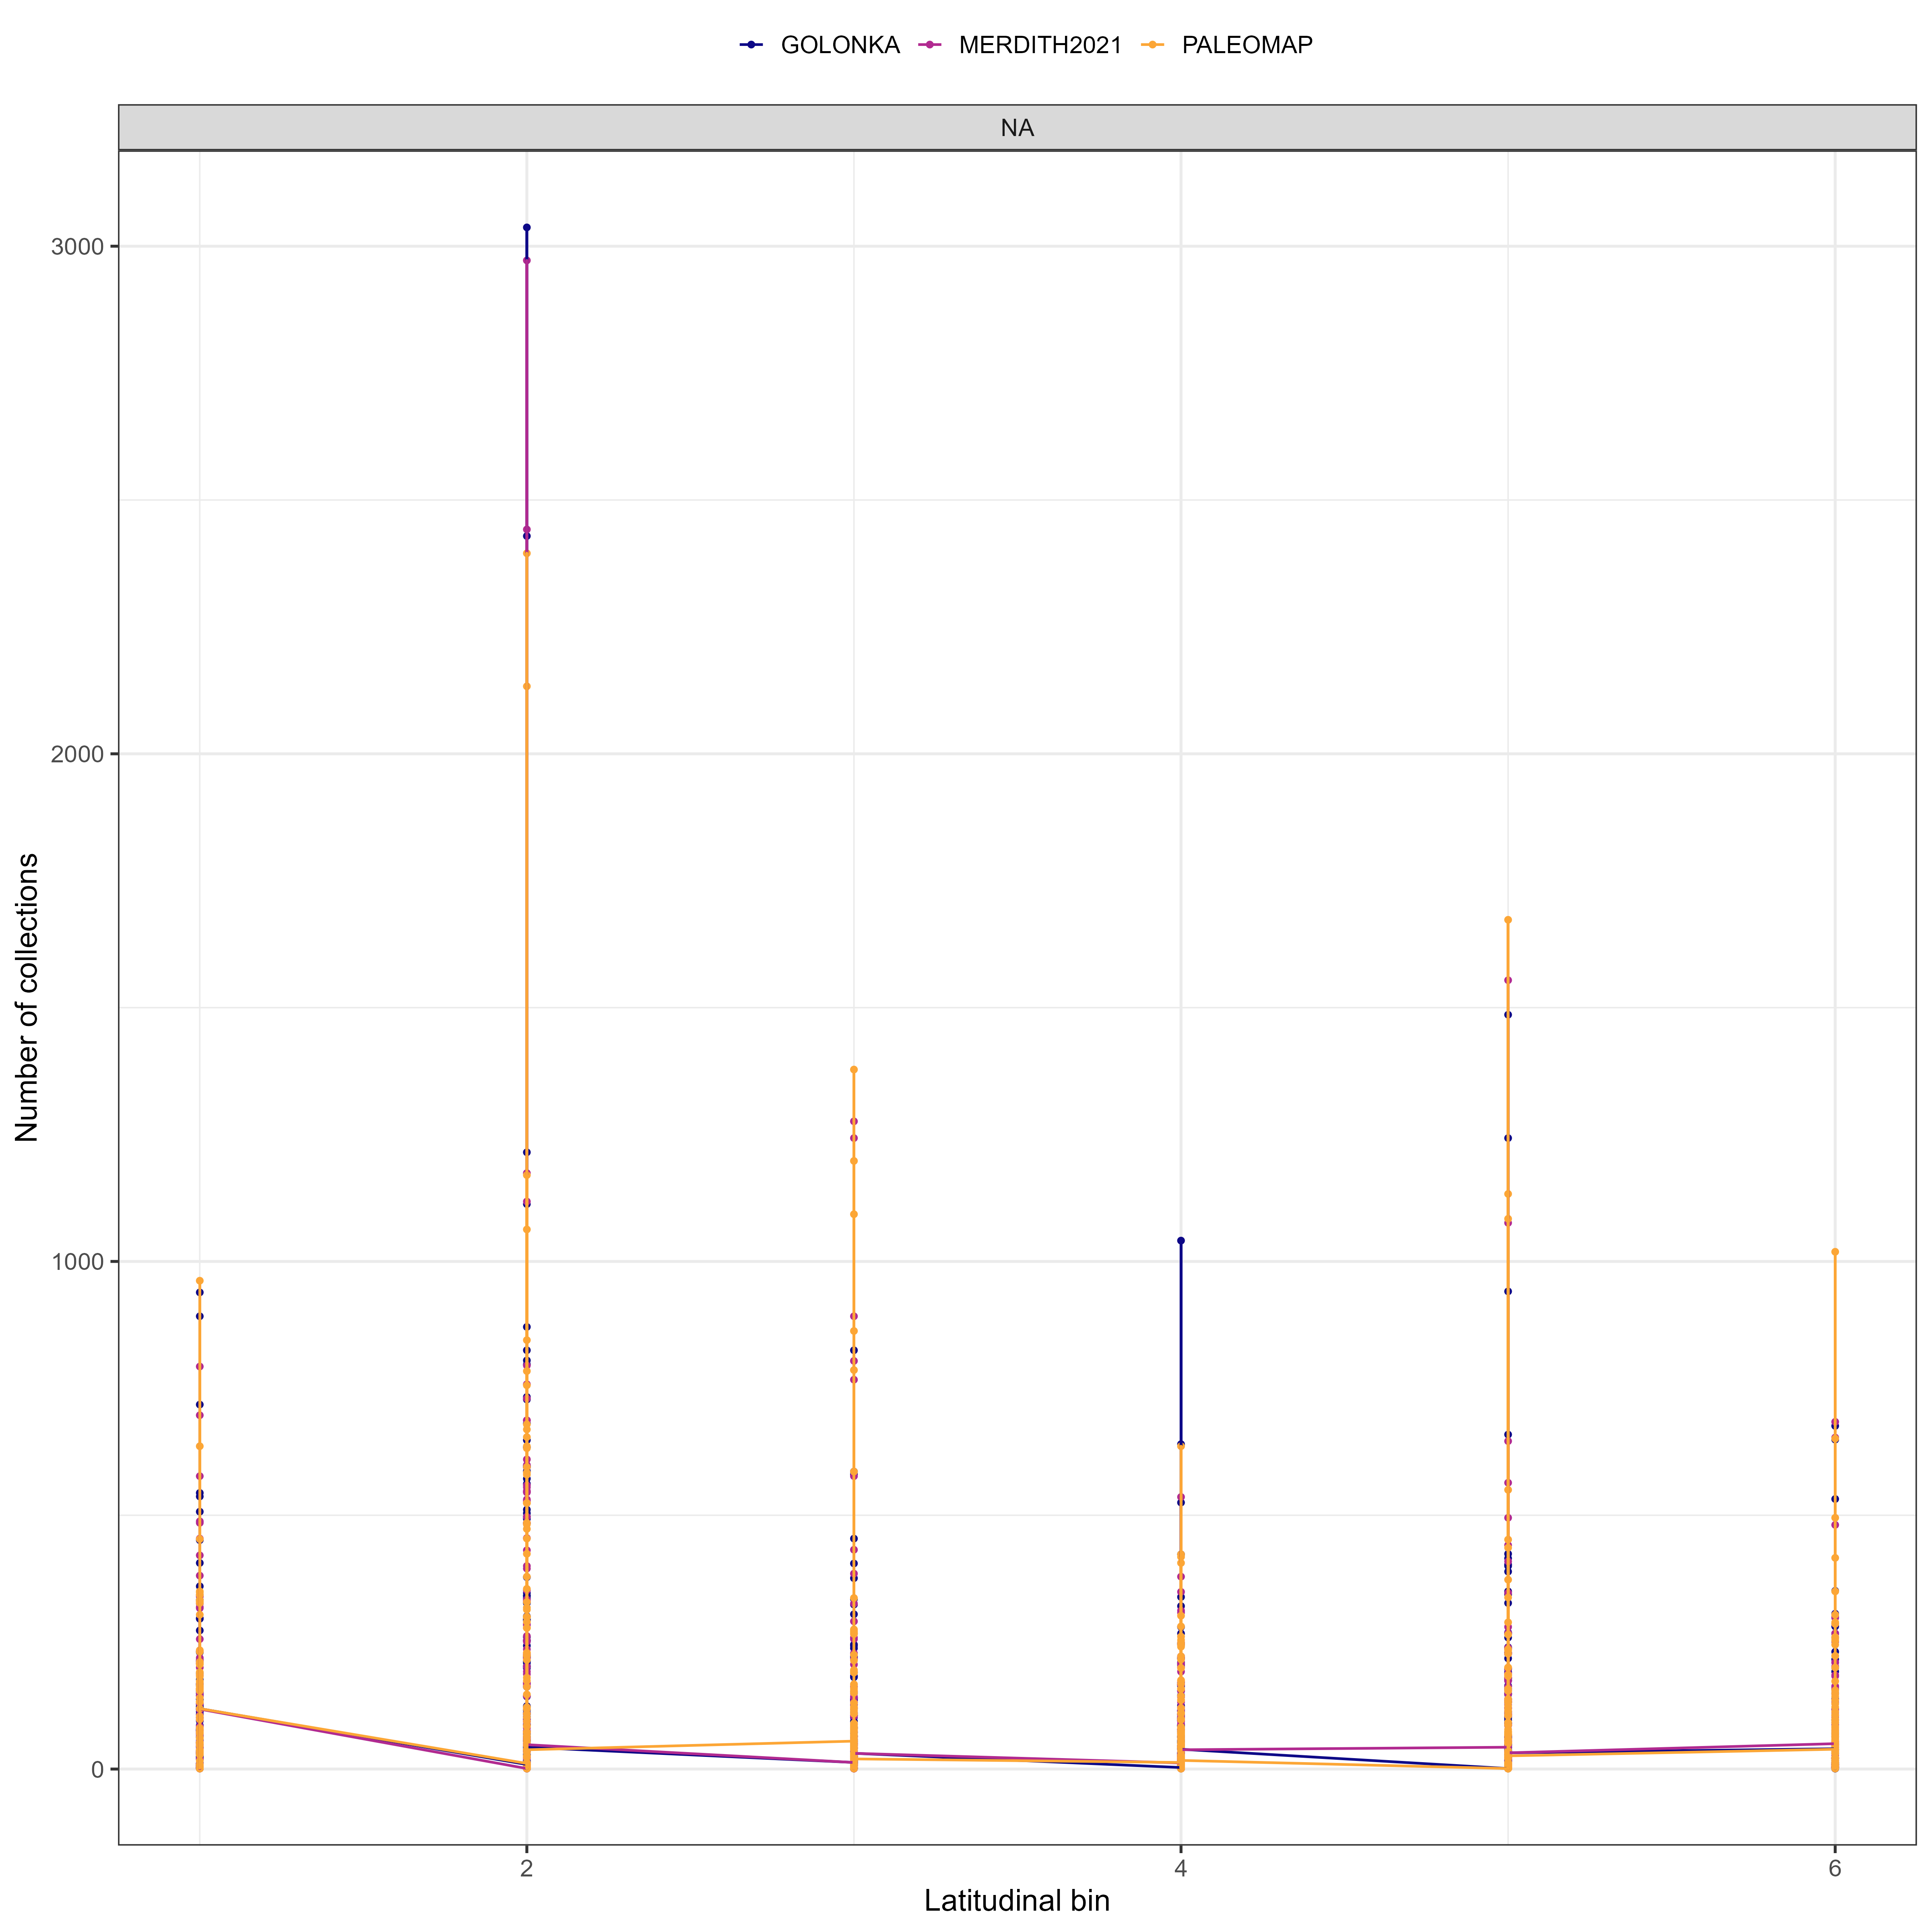 GOLONKA MERDITH2021 PALEOMAP
NA
3000
2000
1000
0
Number of collections
2 4 6
Latitudinal bin